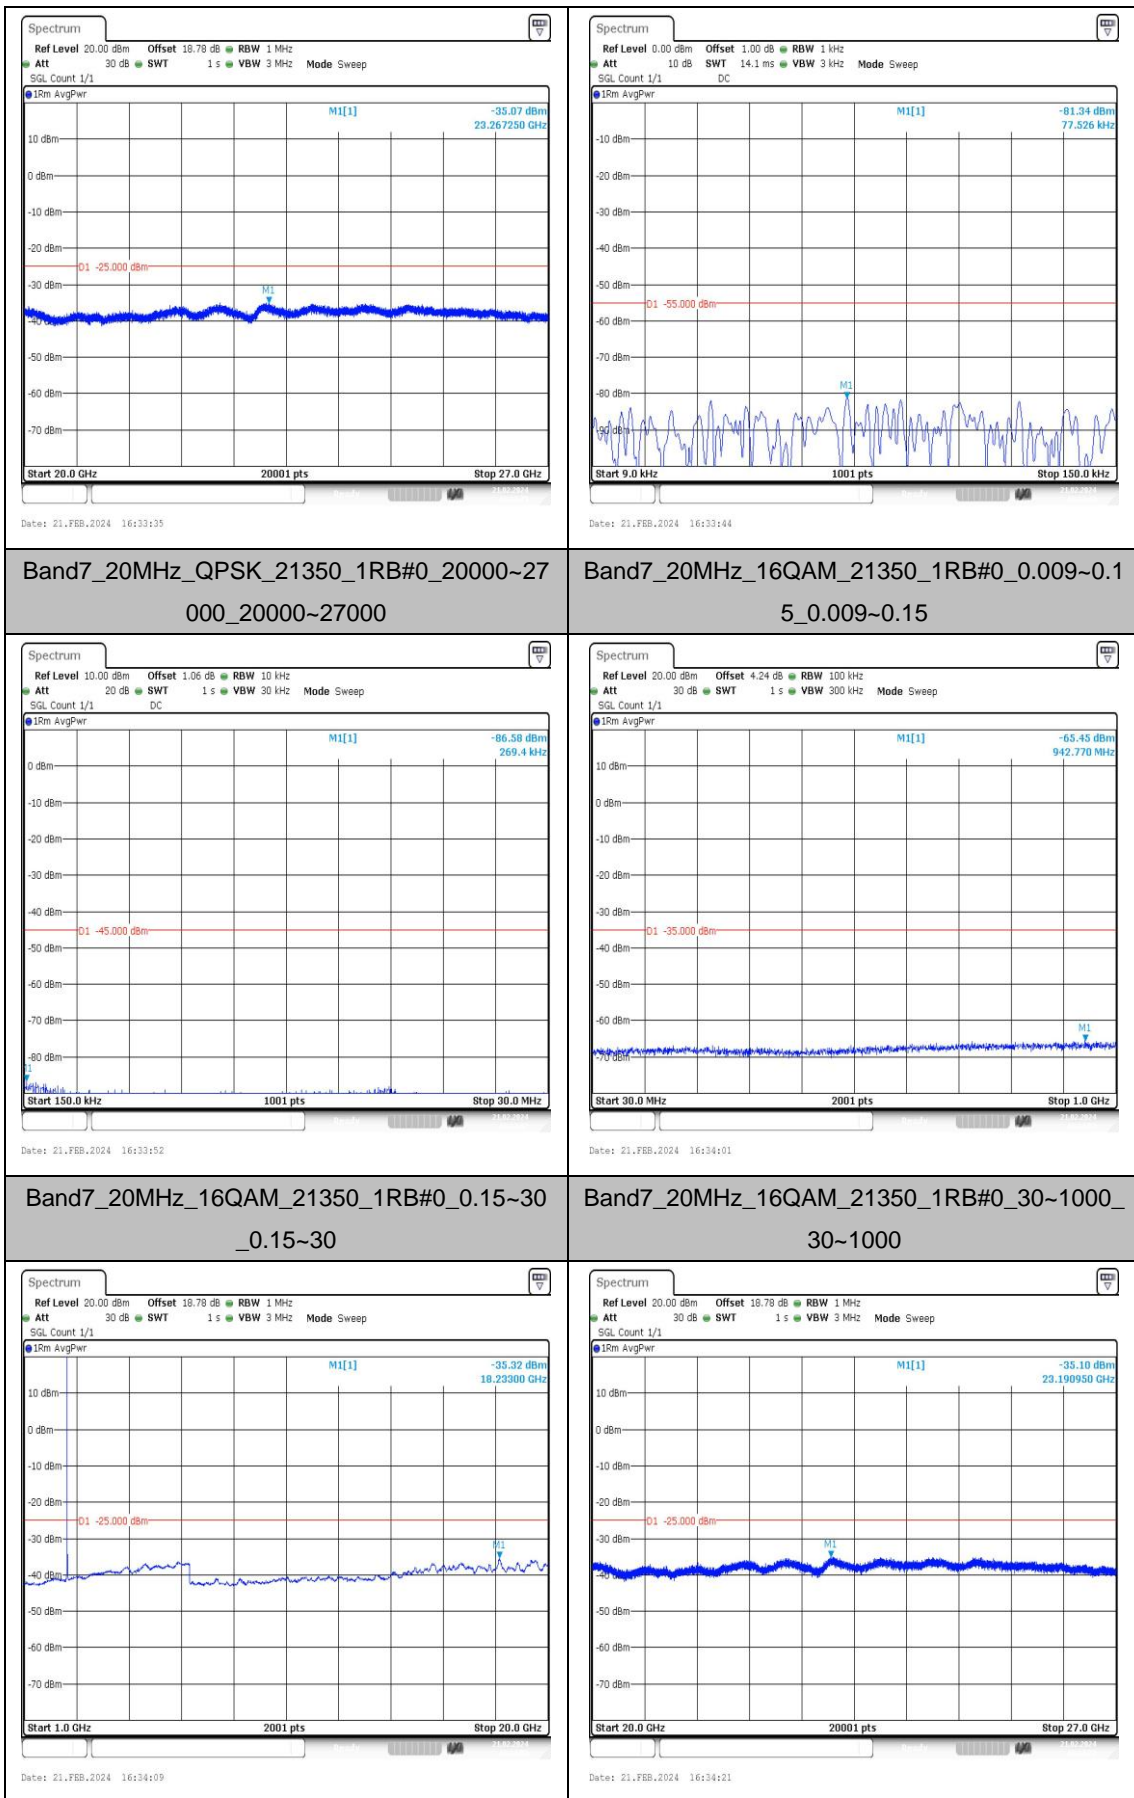 Spectrum
Ref Level 20.00 dBm Offset 18.78 dB RBW 1 MHz
Att 30 dB SWT 1 s VBW 3 MHz Mode Sweep
SGL Count 1/1
1Rm AvgPwr
M1[1] -35.07 dBm
23.267250 GHz
10 dBm
0 dBm
-10 dBm
-20 dBm
D1 -25.000 dBm
-30 dBm
M1
-40 dBm
-50 dBm
-60 dBm
-70 dBm
Start 20.0 GHz 20001 pts Stop 27.0 GHz
Date: 21.FEB.2024 16:33:35
Spectrum
Ref Level 0.00 dBm Offset 1.00 dB RBW 1 kHz
Att 10 dB SWT 14.1 ms VBW 3 kHz Mode Sweep
SGL Count 1/1 DC
1Rm AvgPwr
M1[1] -81.34 dBm
77.526 kHz
-10 dBm
-20 dBm
-30 dBm
-40 dBm
-50 dBm
D1 -55.000 dBm
-60 dBm
-70 dBm
-80 dBm
M1
-90 dBm
Start 9.0 kHz 1001 pts Stop 150.0 kHz
Date: 21.FEB.2024 16:33:44
Band7_20MHz_QPSK_21350_1RB#0_20000~27
000_20000~27000
Band7_20MHz_16QAM_21350_1RB#0_0.009~0.1
5_0.009~0.15
Spectrum
Ref Level 10.00 dBm Offset 1.06 dB RBW 10 kHz
Att 20 dB SWT 1 s VBW 30 kHz Mode Sweep
SGL Count 1/1 DC
1Rm AvgPwr
M1[1] -86.58 dBm
269.4 kHz
0 dBm
-10 dBm
-20 dBm
-30 dBm
-40 dBm
D1 -45.000 dBm
-50 dBm
-60 dBm
-70 dBm
-80 dBm
Start 150.0 kHz 1001 pts Stop 30.0 MHz
Date: 21.FEB.2024 16:33:52
Spectrum
Ref Level 20.00 dBm Offset 4.24 dB RBW 100 kHz
Att 30 dB SWT 1 s VBW 300 kHz Mode Sweep
SGL Count 1/1
1Rm AvgPwr
M1[1] -65.45 dBm
942.770 MHz
10 dBm
0 dBm
-10 dBm
-20 dBm
-30 dBm
D1 -35.000 dBm
-40 dBm
-50 dBm
-60 dBm
M1
-70 dBm
Start 30.0 MHz 2001 pts Stop 1.0 GHz
Date: 21.FEB.2024 16:34:01
Band7_20MHz_16QAM_21350_1RB#0_0.15~30
_0.15~30
Band7_20MHz_16QAM_21350_1RB#0_30~1000_
30~1000
Spectrum
Ref Level 20.00 dBm Offset 18.78 dB RBW 1 MHz
Att 30 dB SWT 1 s VBW 3 MHz Mode Sweep
SGL Count 1/1
1Rm AvgPwr
M1[1] -35.32 dBm
18.23300 GHz
10 dBm
0 dBm
-10 dBm
-20 dBm
D1 -25.000 dBm
-30 dBm
M1
-40 dBm
-50 dBm
-60 dBm
-70 dBm
Start 1.0 GHz 2001 pts Stop 20.0 GHz
Date: 21.FEB.2024 16:34:09
Spectrum
Ref Level 20.00 dBm Offset 18.78 dB RBW 1 MHz
Att 30 dB SWT 1 s VBW 3 MHz Mode Sweep
SGL Count 1/1
1Rm AvgPwr
M1[1] -35.10 dBm
23.190950 GHz
10 dBm
0 dBm
-10 dBm
-20 dBm
D1 -25.000 dBm
-30 dBm
M1
-40 dBm
-50 dBm
-60 dBm
-70 dBm
Start 20.0 GHz 20001 pts Stop 27.0 GHz
Date: 21.FEB.2024 16:34:21